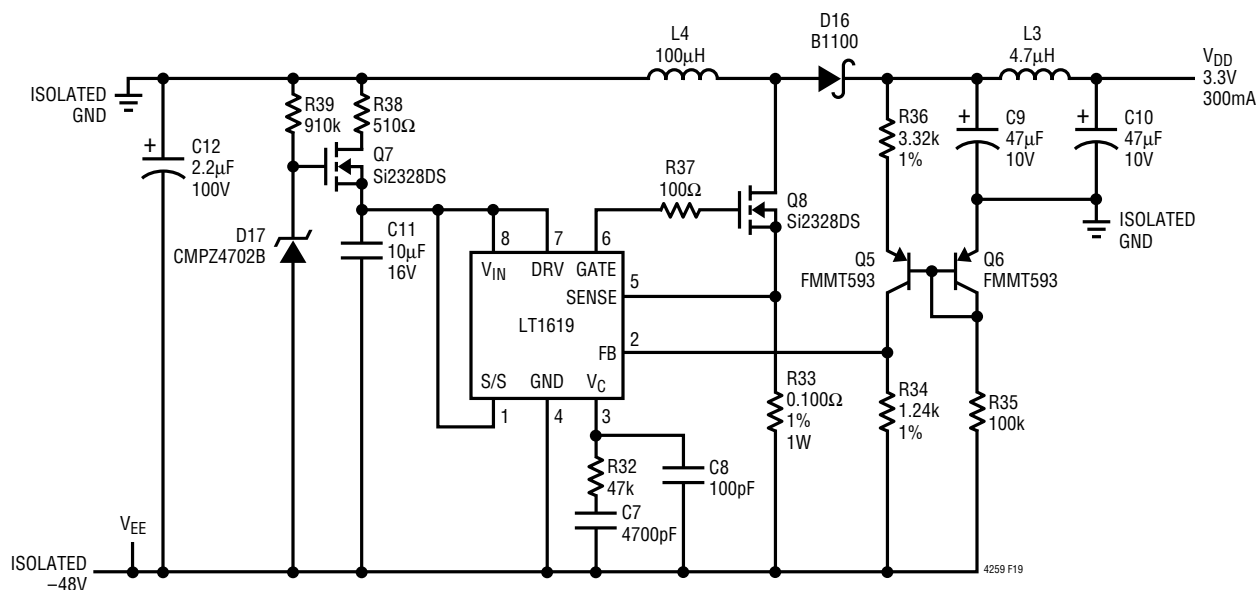 D16
B1100
L4
100µH
L3
4.7µH
VDD
3.3V
300mA
ISOLATED
GND
+
C12
2.2µF
100V
R39
910k
R38
510Ω
Q7
Si2328DS
D17
CMPZ4702B
C11
10µF
16V
R37
100Ω
Q8
Si2328DS
R36
3.32k
1%
+
C9
47µF
10V
+
C10
47µF
10V
ISOLATED
GND
Q5
FMMT593
Q6
FMMT593
8
7
6
VIN
DRV
GATE
SENSE
5
LT1619
FB
2
S/S
GND
VC
1
4
3
R33
0.100Ω
1%
1W
R34
1.24k
1%
R35
100k
R32
47k
C8
100pF
C7
4700pF
VEE
ISOLATED
–48V
4259 F19